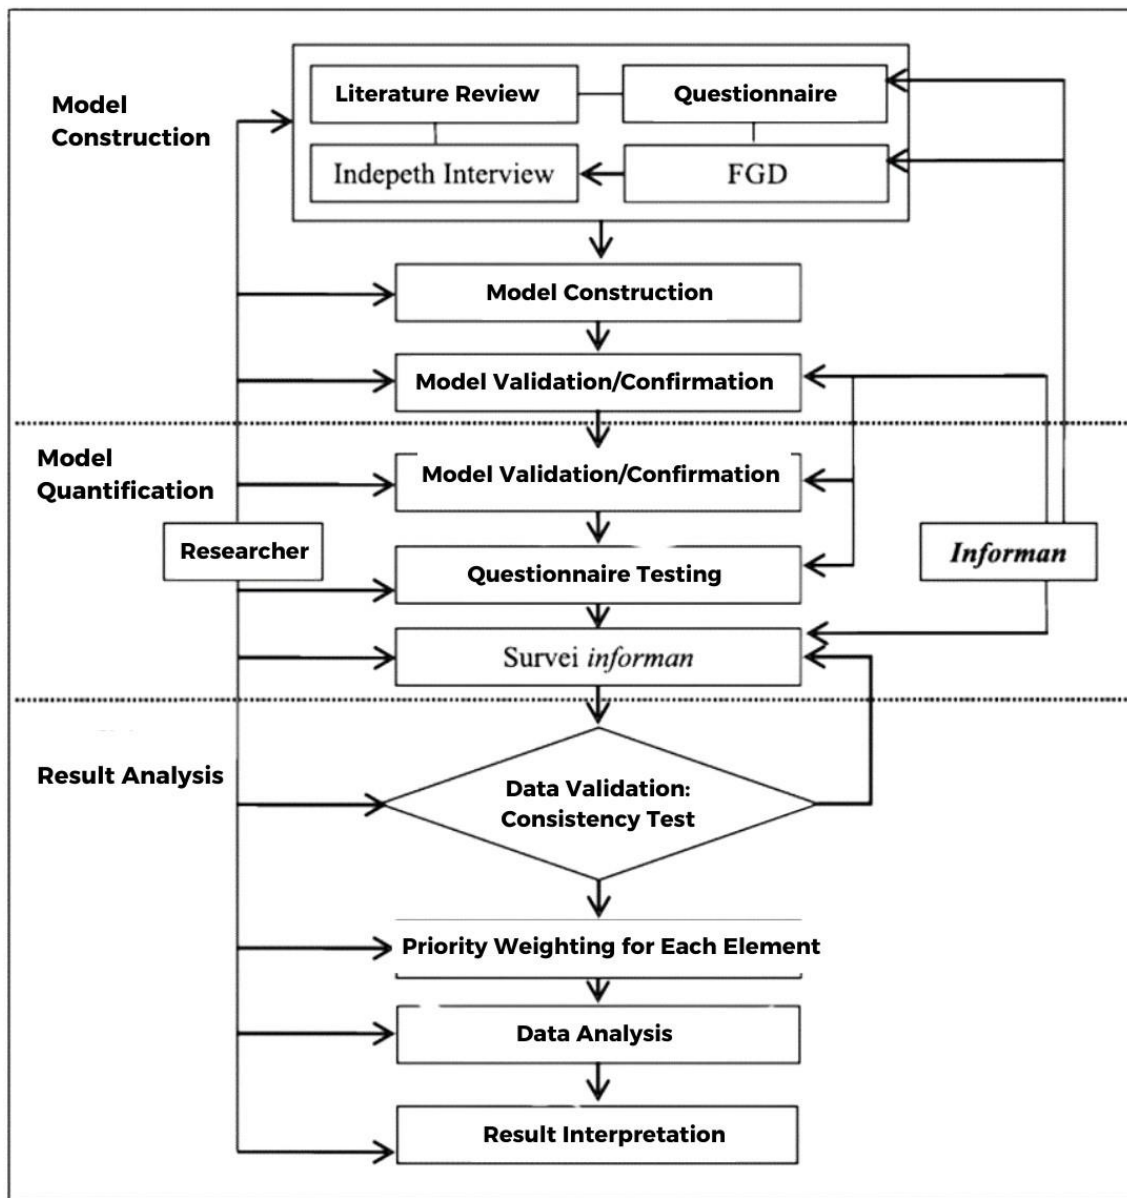 Model
Construction
Literature Review
Questionnaire
Indepeth Interview
FGD
Model Construction
Model Validation/Confirmation
Model
Quantification
Model Validation/Confirmation
Researcher
Informan
Questionnaire Testing
Survei informan
Result Analysis
Data Validation:
Consistency Test
Priority Weighting for Each Element
Data Analysis
Result Interpretation